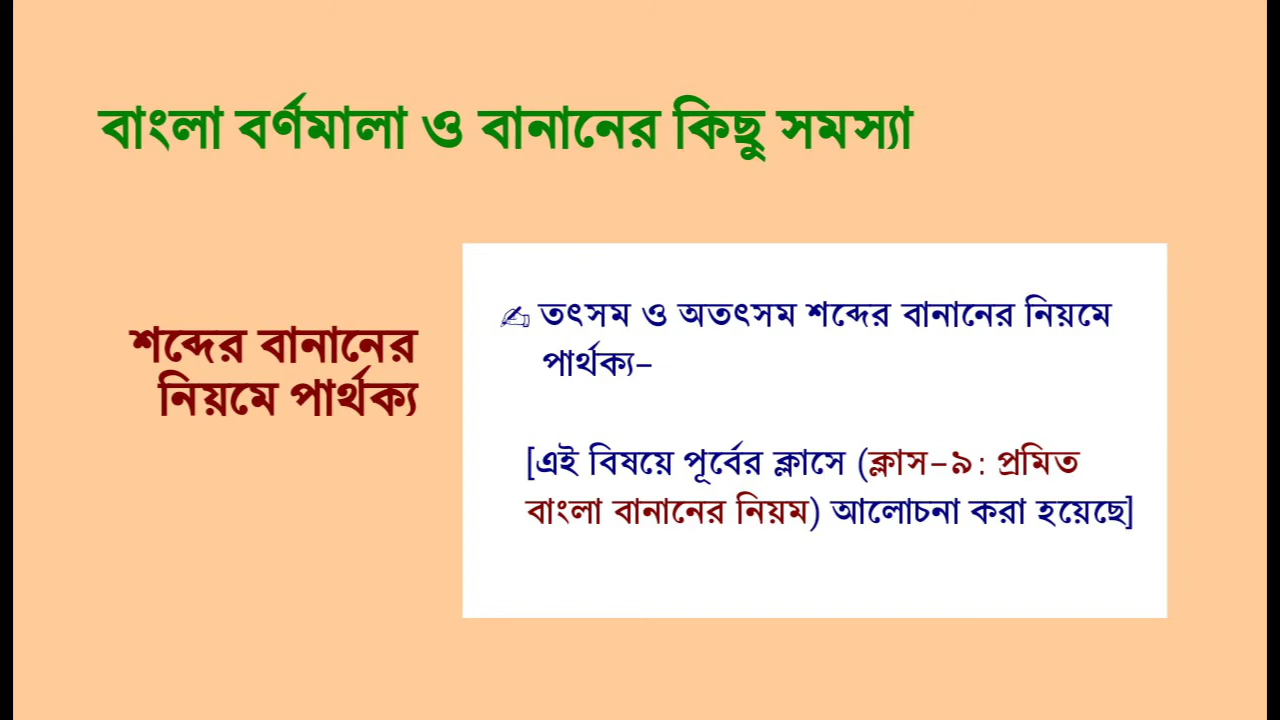 বাংলা বর্ণমালা ও বানানের কিছু সমস্যা
শব্দের বানানের
নিয়মে পার্থক্য
✍ তৎসম ও অতৎসম শব্দের বানানের নিয়মে
পার্থক্য–
[এই বিষয়ে পূর্বের ক্লাসে (ক্লাস–৯: প্রমিত
বাংলা বানানের নিয়ম) আলোচনা করা হয়েছে]